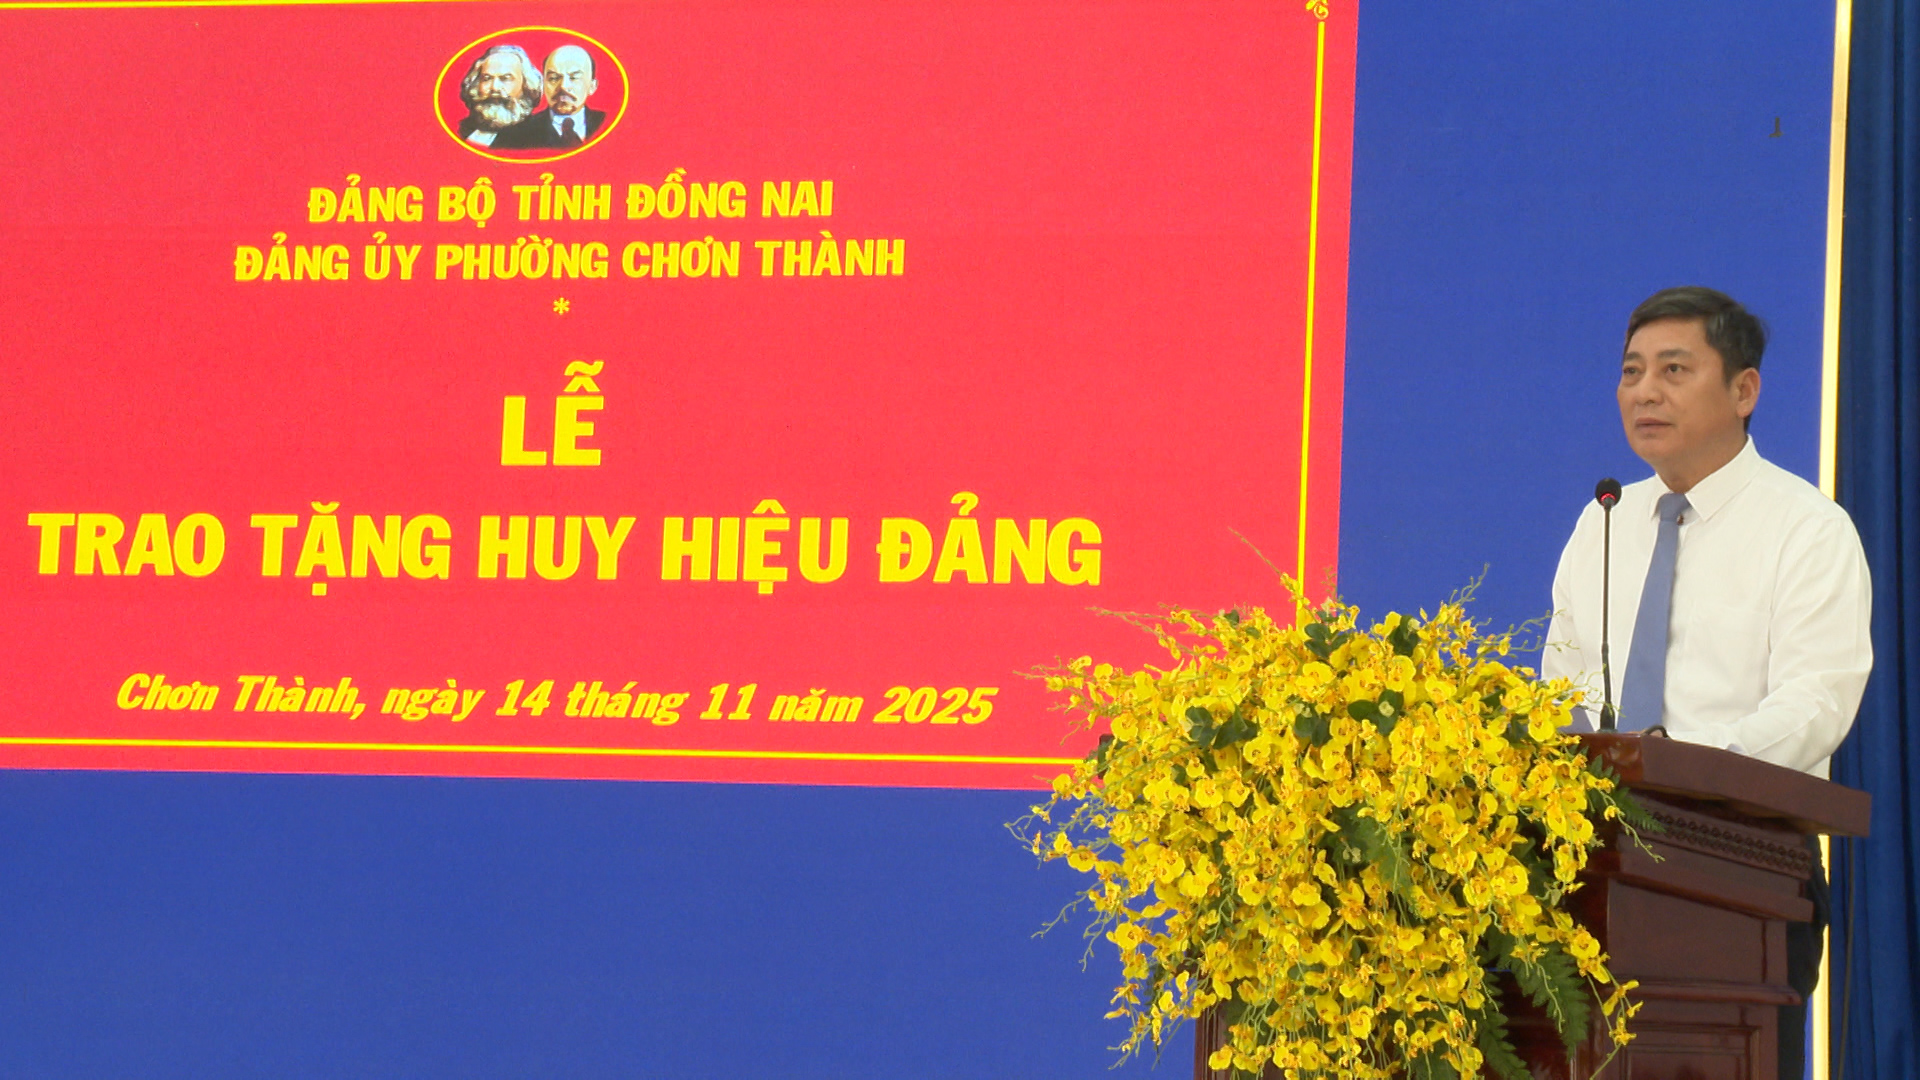 ĐẢNG BỘ TỈNH ĐỒNG NAI
ĐẢNG ỦY PHƯỜNG CHƠN THÀNH
*
LỄ
TRAO TẶNG HUY HIỆU ĐẢNG
Chơn Thành, ngày 14 tháng 11 năm 2025